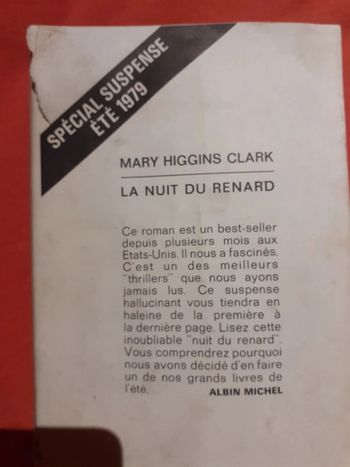 SPÉCIAL SUSPENSE
ÉTÉ 1979
MARY HIGGINS CLARK
LA NUIT DU RENARD
Ce roman est un best-seller
depuis plusieurs mois aux
Etats-Unis. Il nous a fascinés.
C'est un des meilleurs
"thrillers" que nous ayons
jamais lus. Ce suspense
hallucinant vous tiendra en
haleine de la première à
la dernière page. Lisez cette
inoubliable "nuit du renard".
Vous comprendrez pourquoi
nous avons décidé d'en faire
un de nos grands livres de
l'été. ALBIN MICHEL